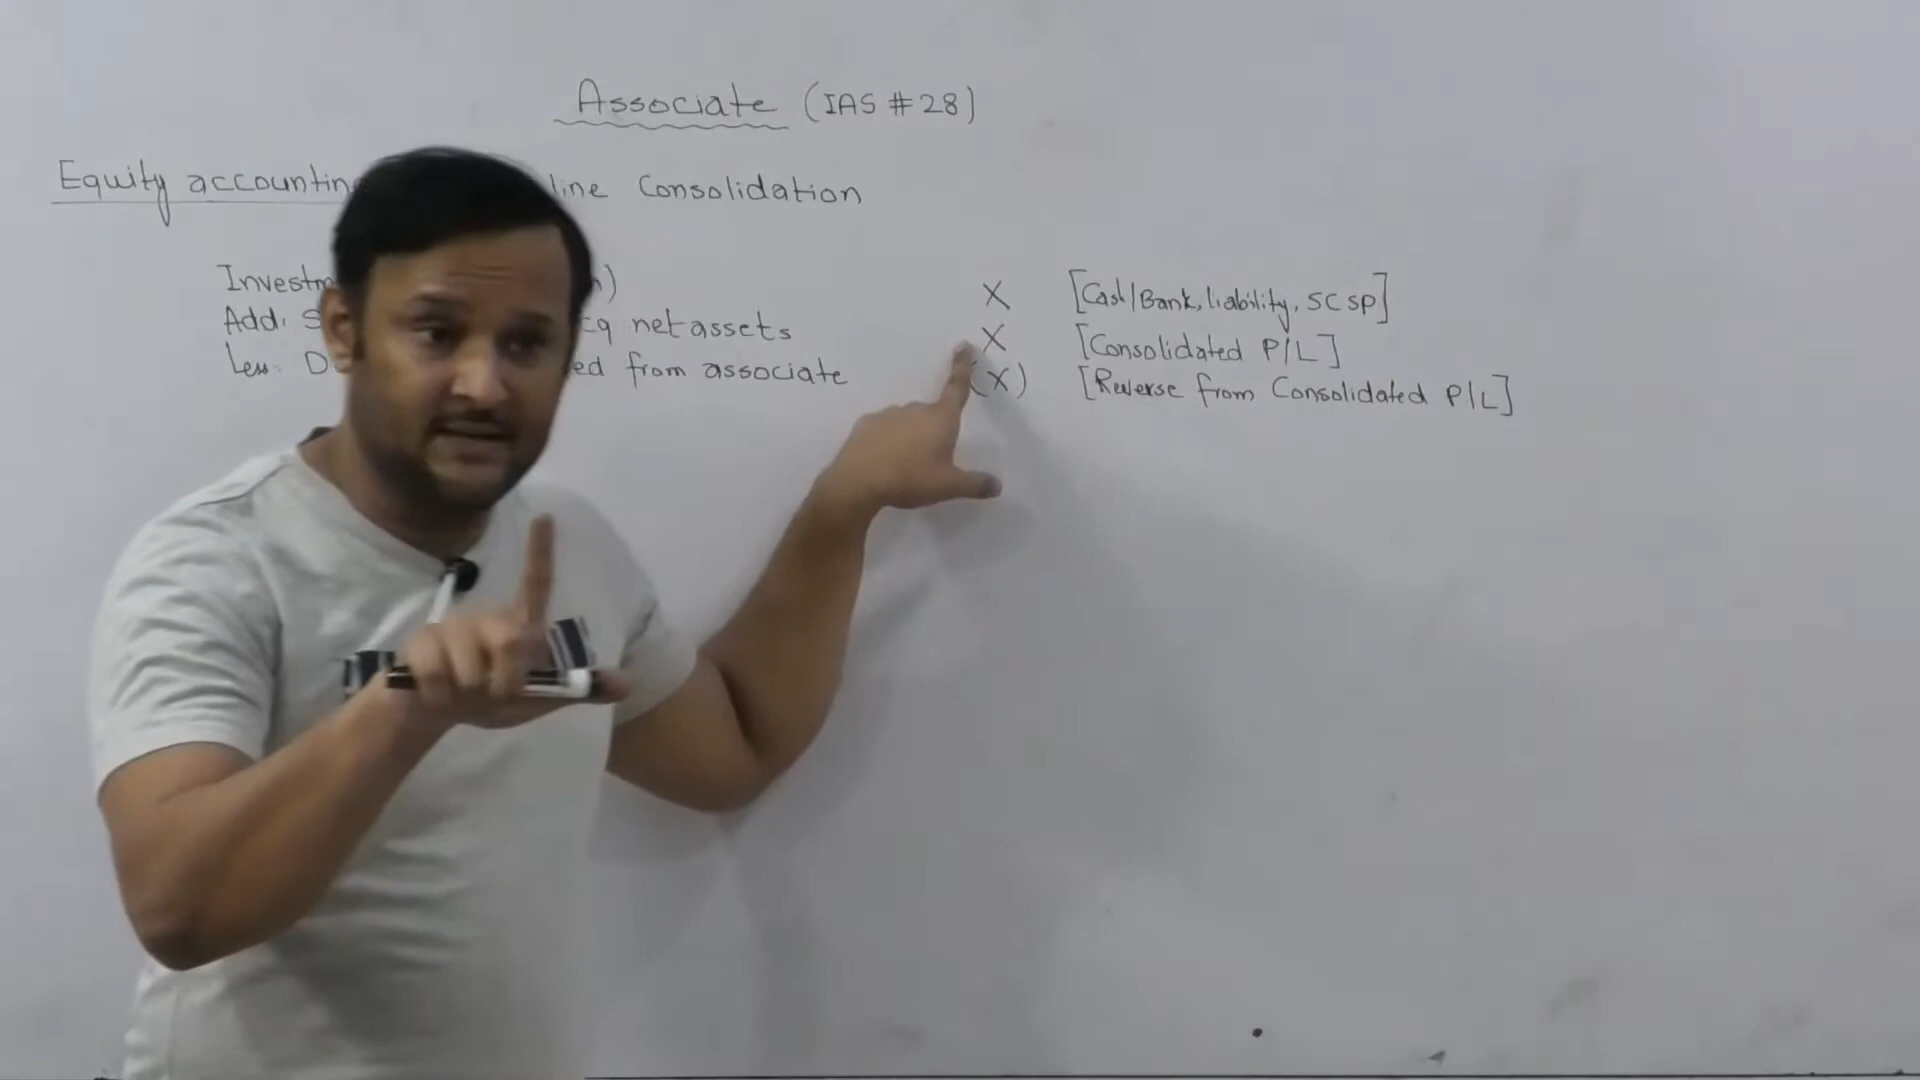 Associate (IAS #28)
Equity accounting line Consolidation
Investm n) X [Cash/Bank, liability, SCSP]
Add: S cq net assets X [Consolidated P/L]
Less: D ed from associate (X) [Reverse from Consolidated P/L]